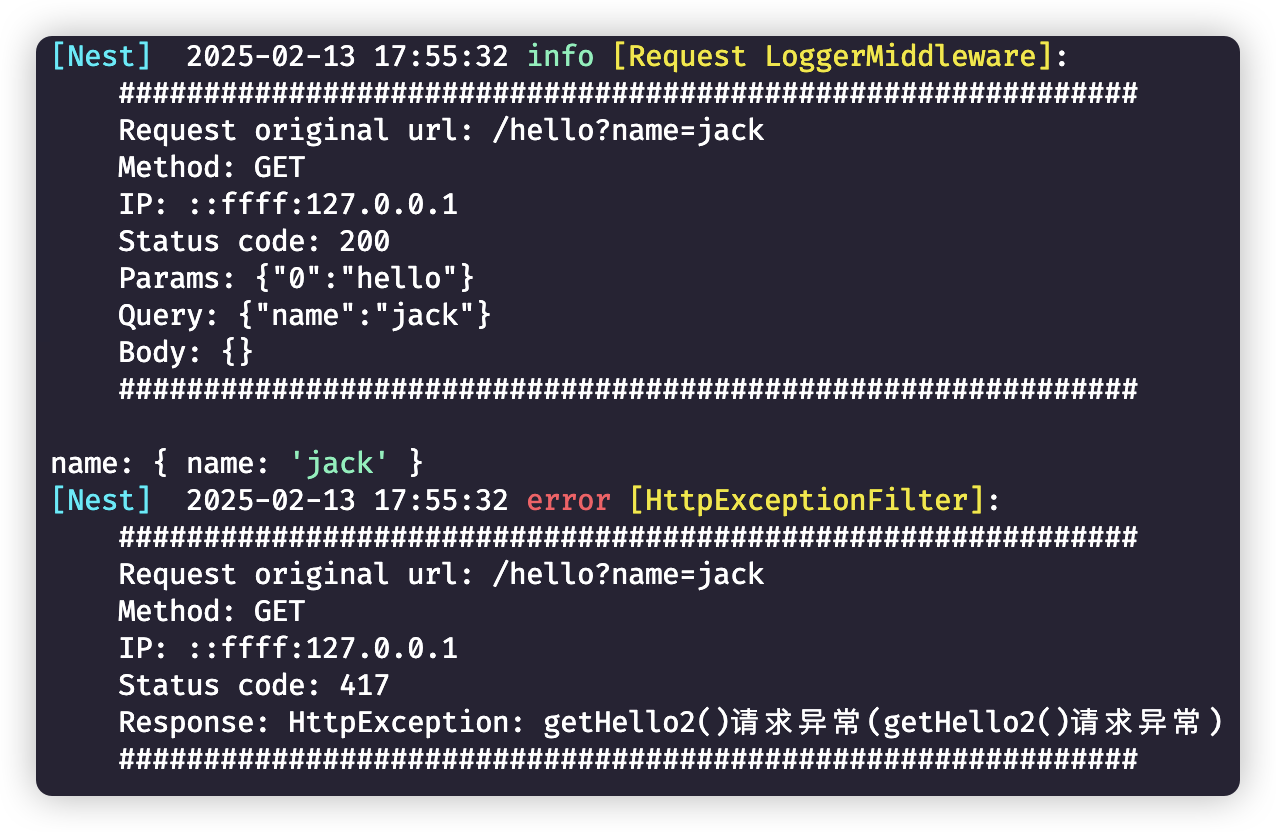 [Nest]  2025-02-13 17:55:32 info [Request LoggerMiddleware]:
############################################################
Request original url: /hello?name=jack
Method: GET
IP: ::ffff:127.0.0.1
Status code: 200
Params: {"0":"hello"}
Query: {"name":"jack"}
Body: {}
############################################################
name: { name: 'jack' }
[Nest]  2025-02-13 17:55:32 error [HttpExceptionFilter]:
############################################################
Request original url: /hello?name=jack
Method: GET
IP: ::ffff:127.0.0.1
Status code: 417
Response: HttpException: getHello2()请求异常(getHello2()请求异常)
############################################################